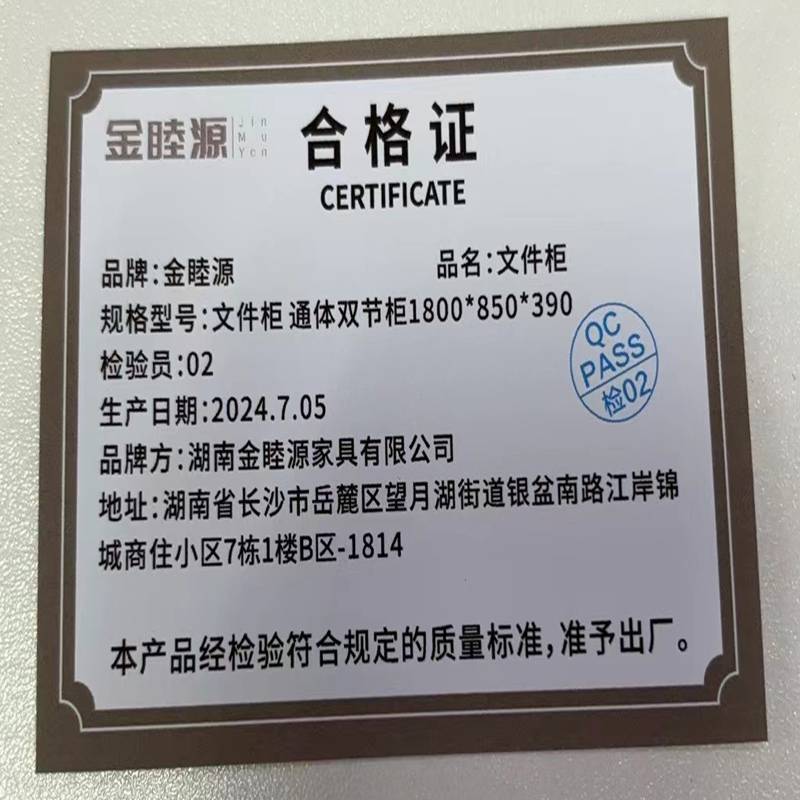 金睦源
Jin
Mu
Yen
合格证
CERTIFICATE
品牌:金睦源 品名:文件柜
规格型号:文件柜 通体双节柜1800*850*390
检验员:02
生产日期:2024.7.05
品牌方:湖南金睦源家具有限公司
地址:湖南省长沙市岳麓区望月湖街道银盆南路江岸锦
城商住小区7栋1楼B区-1814
QC
PASS
检02
本产品经检验符合规定的质量标准,准予出厂。